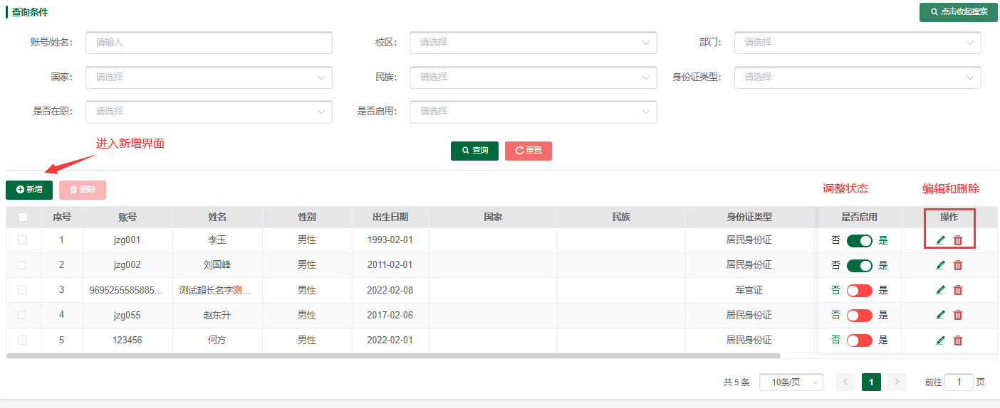 查询条件
点击收起搜索
账号/姓名: 请输入 校区: 请选择 部门: 请选择
国家: 请选择 民族: 请选择 身份证类型: 请选择
是否在职: 请选择 是否启用: 请选择
进入新增界面
查询 重置
新增 删除
调整状态 编辑和删除
序号 账号 姓名 性别 出生日期 国家 民族 身份证类型 是否启用 操作
1 jzg001 李玉 男性 1993-02-01 居民身份证 否 是
2 jzg002 刘国峰 男性 2011-02-01 居民身份证 否 是
3 9695255585885... 测试超长名字测... 男性 2022-02-08 军官证 否 是
4 jzg055 赵东升 男性 2017-02-06 居民身份证 否 是
5 123456 何方 男性 2022-02-01 居民身份证 否 是
共 5 条 10条/页 1 前往 1 页